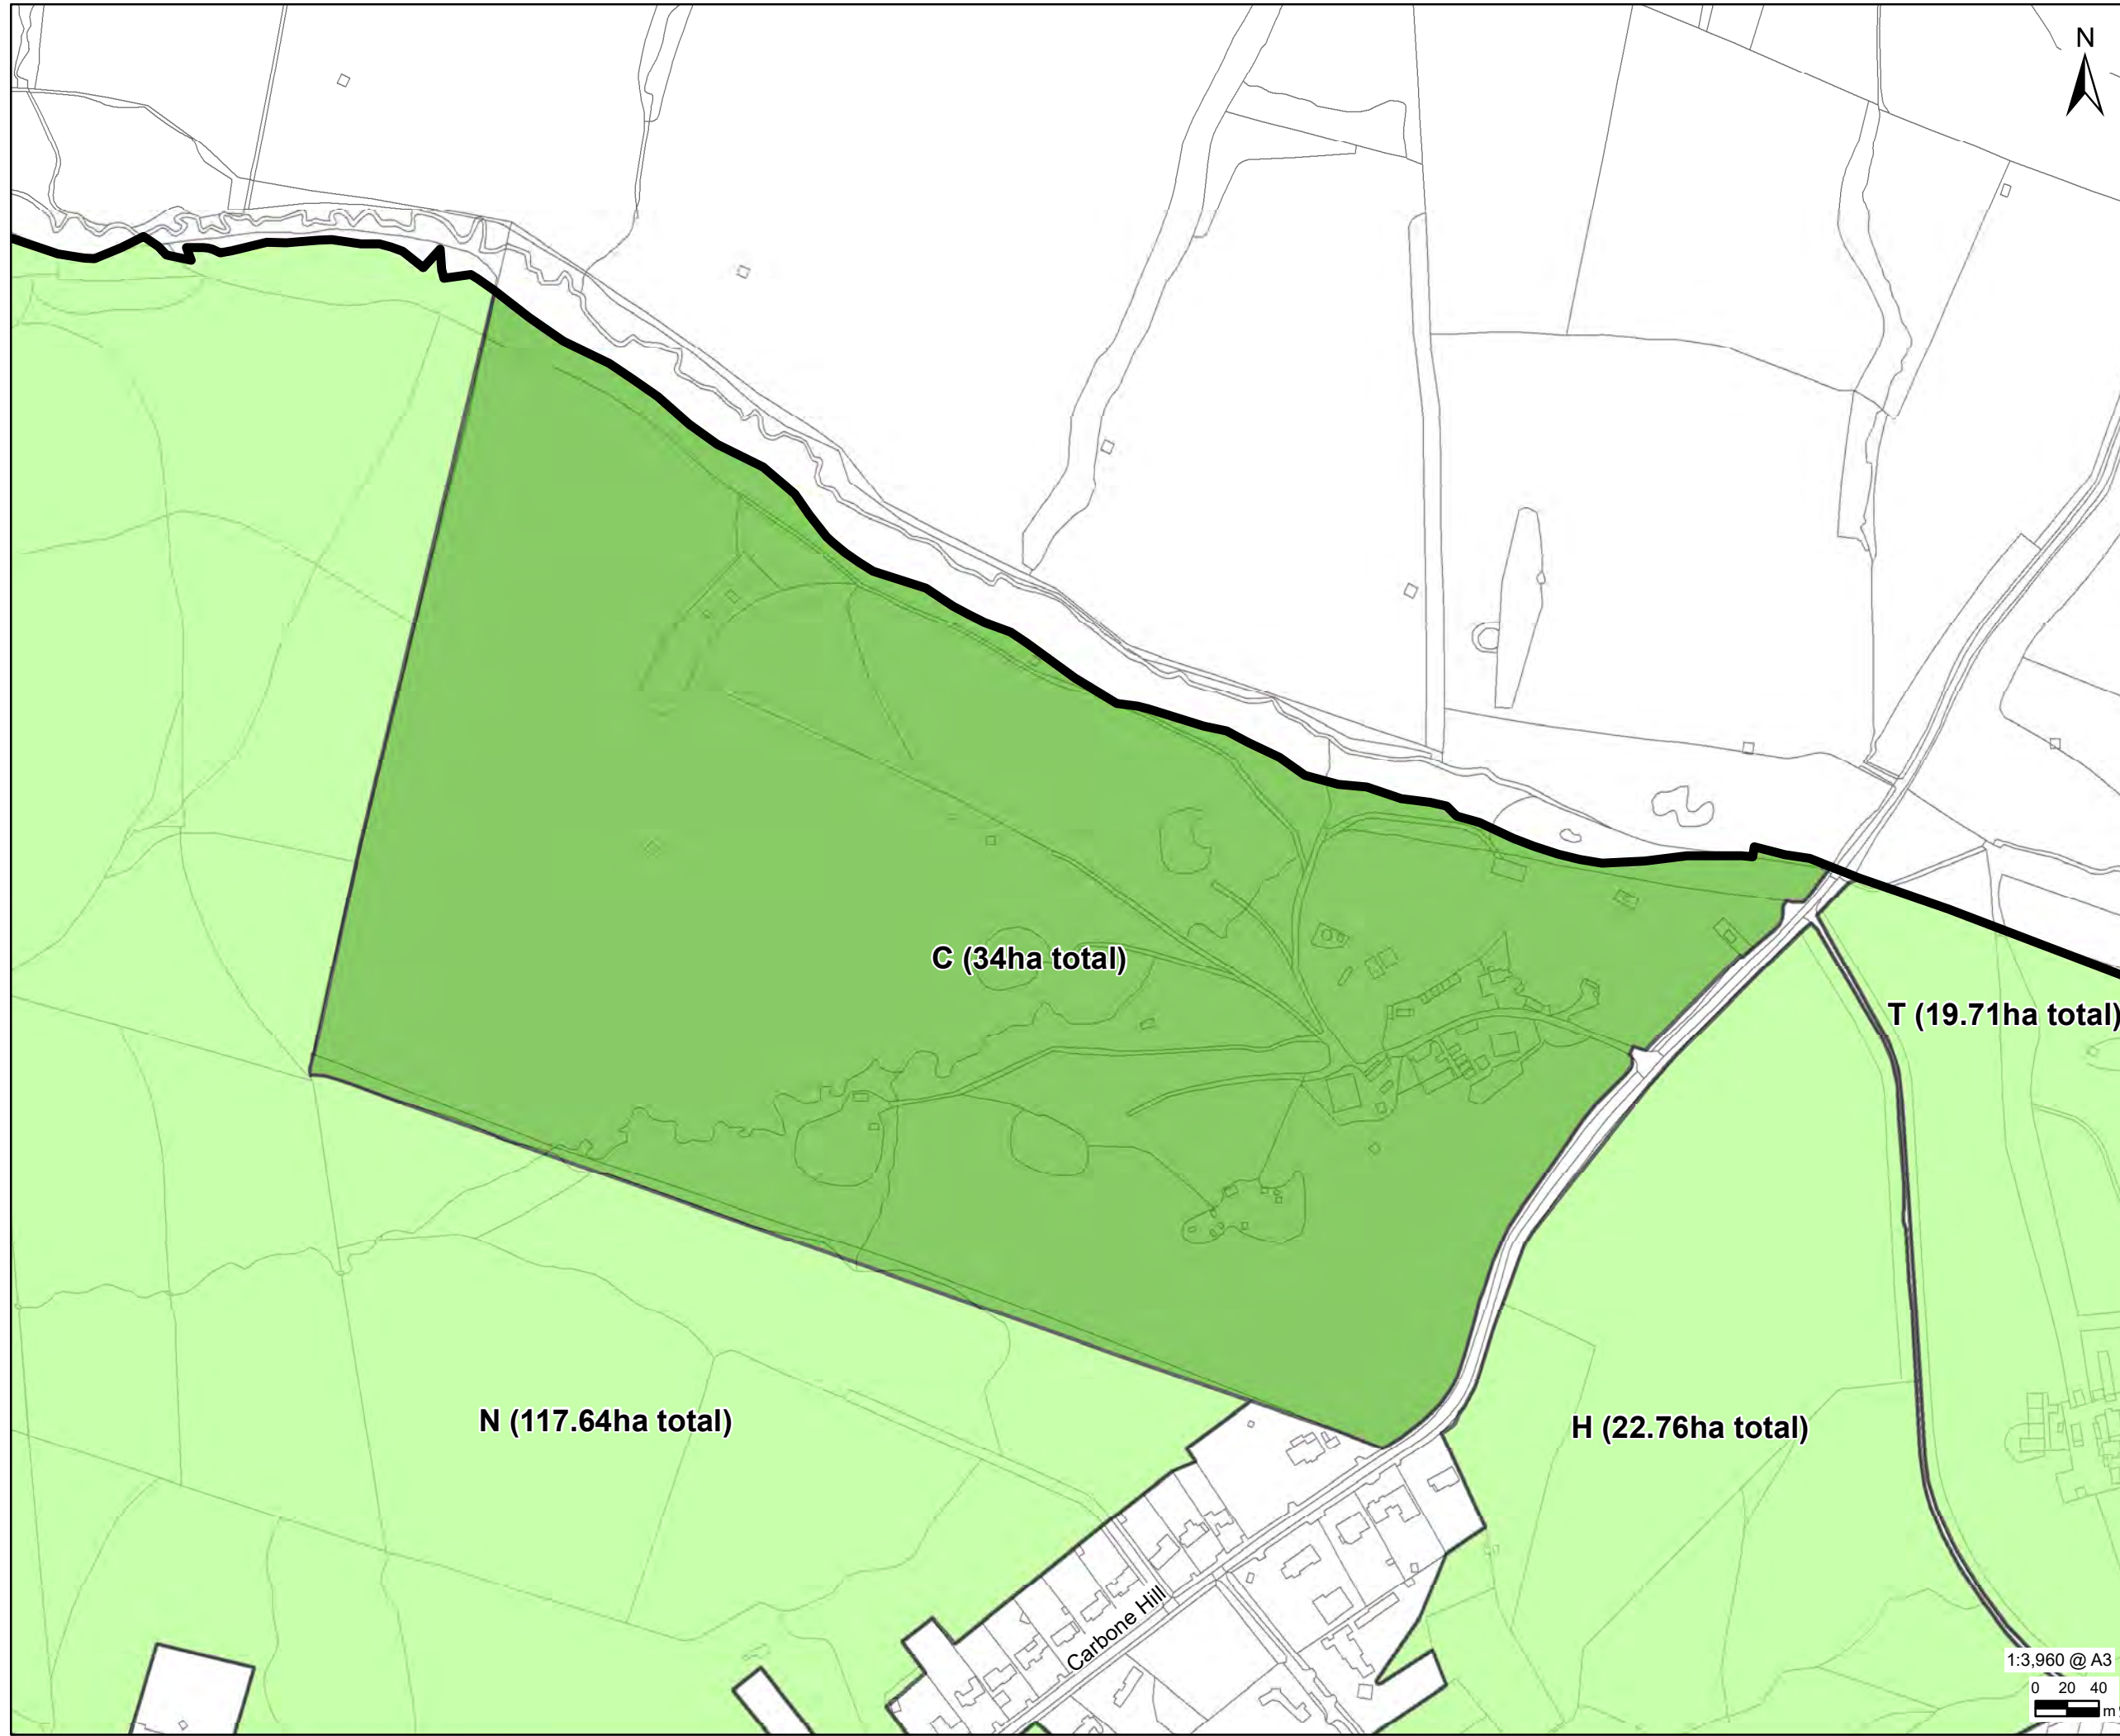 N
C (34ha total)
T (19.71ha total)
N (117.64ha total)
H (22.76ha total)
Carbone Hill
1:3,960 @ A3
0 20 40
m